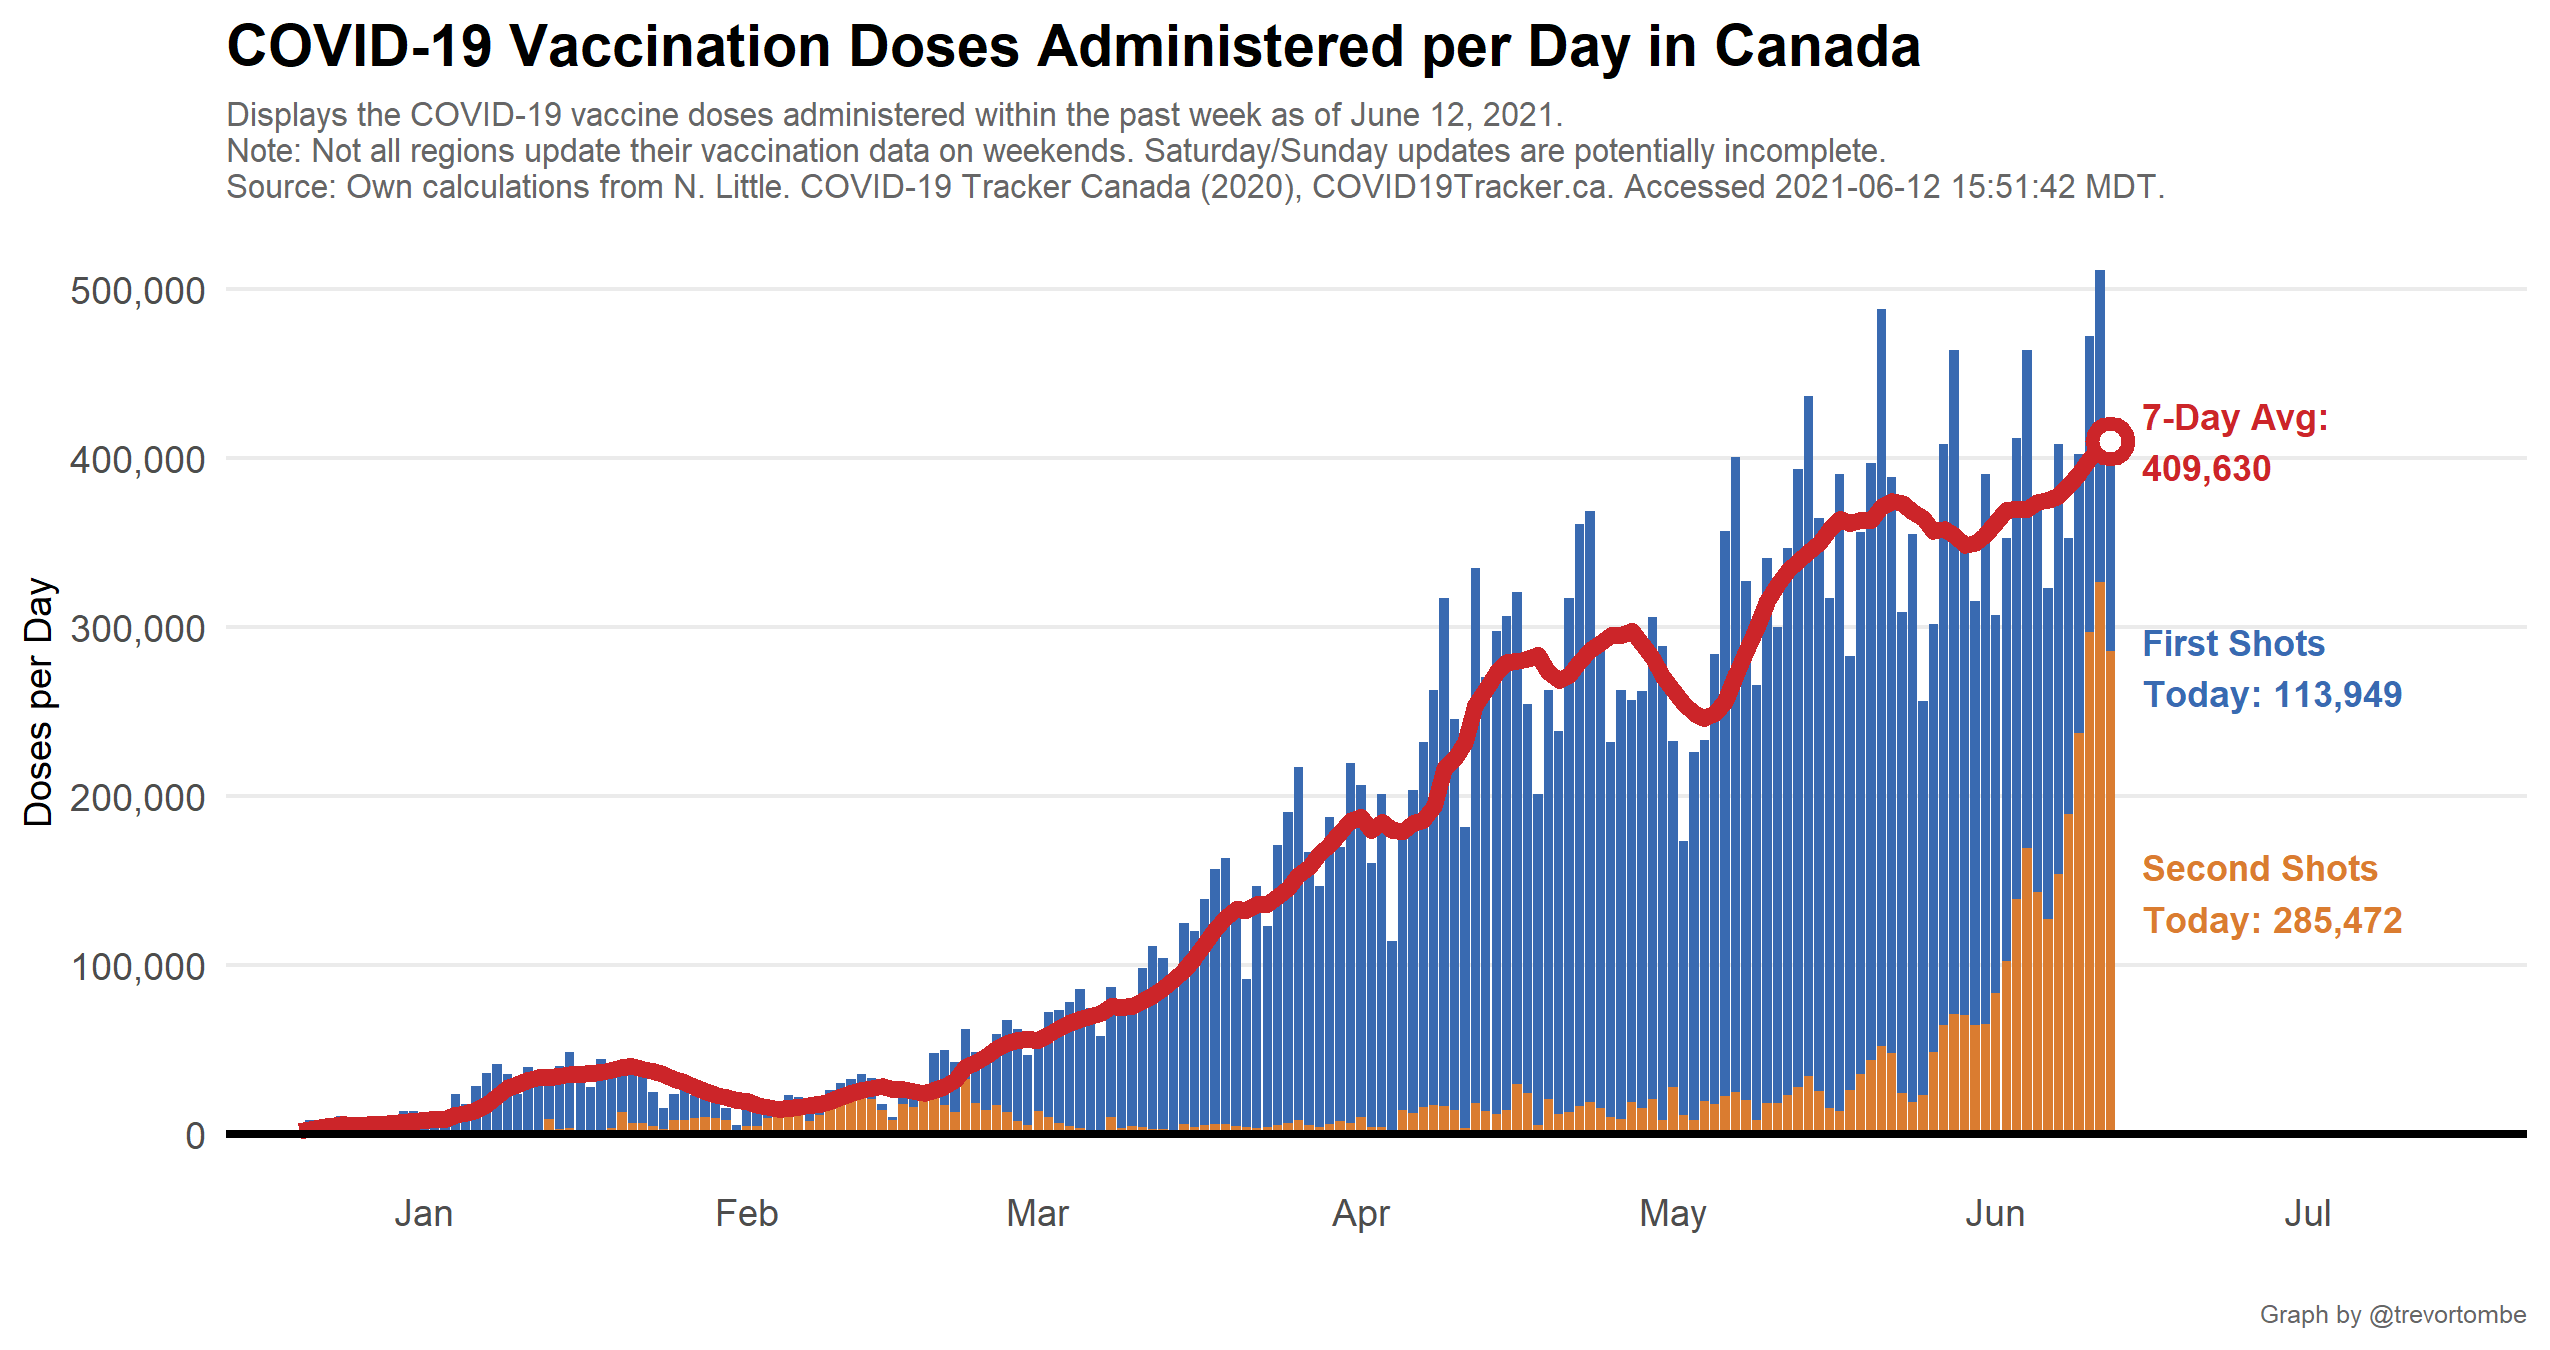 COVID-19 Vaccination Doses Administered per Day in Canada
Displays the COVID-19 vaccine doses administered within the past week as of June 12, 2021.
Note: Not all regions update their vaccination data on weekends. Saturday/Sunday updates are potentially incomplete.
Source: Own calculations from N. Little. COVID-19 Tracker Canada (2020), COVID19Tracker.ca. Accessed 2021-06-12 15:51:42 MDT.
Doses per Day
500,000
400,000
300,000
200,000
100,000
0
7-Day Avg:
409,630
First Shots
Today: 113,949
Second Shots
Today: 285,472
Jan Feb Mar Apr May Jun Jul
Graph by @trevortombe